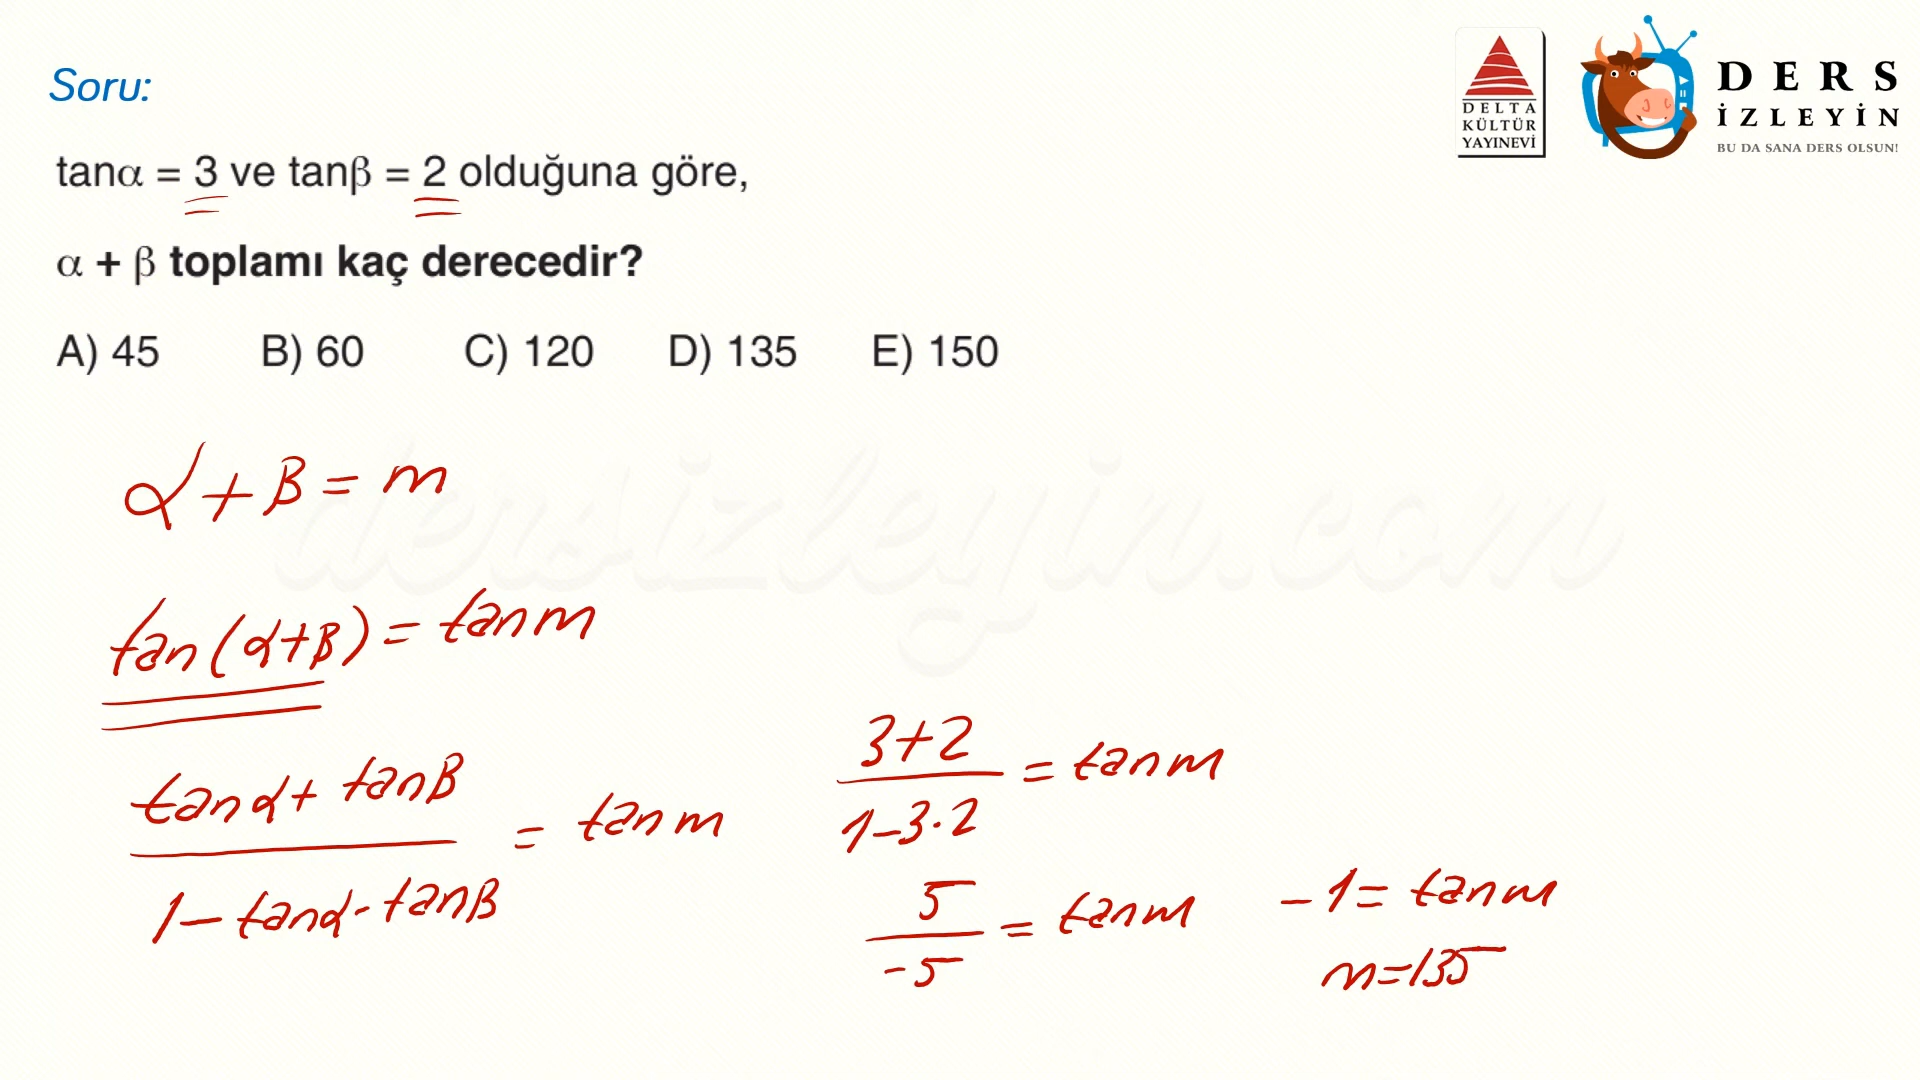 Soru:
DELTA
KÜLTÜR
YAYINEVİ
DERS
İZLEYİN
BU DA SANA DERS OLSUN!
tanα = 3 ve tanβ = 2 olduğuna göre,
α + β toplamı kaç derecedir?
A) 45 B) 60 C) 120 D) 135 E) 150
dersizleyin.com
α+β=m
tan(α+β)=tanm
tanα+tanβ
1-tanα·tanβ
= tanm
3+2
1-3·2
= tanm
5
-5
= tanm
-1=tanm
m=135